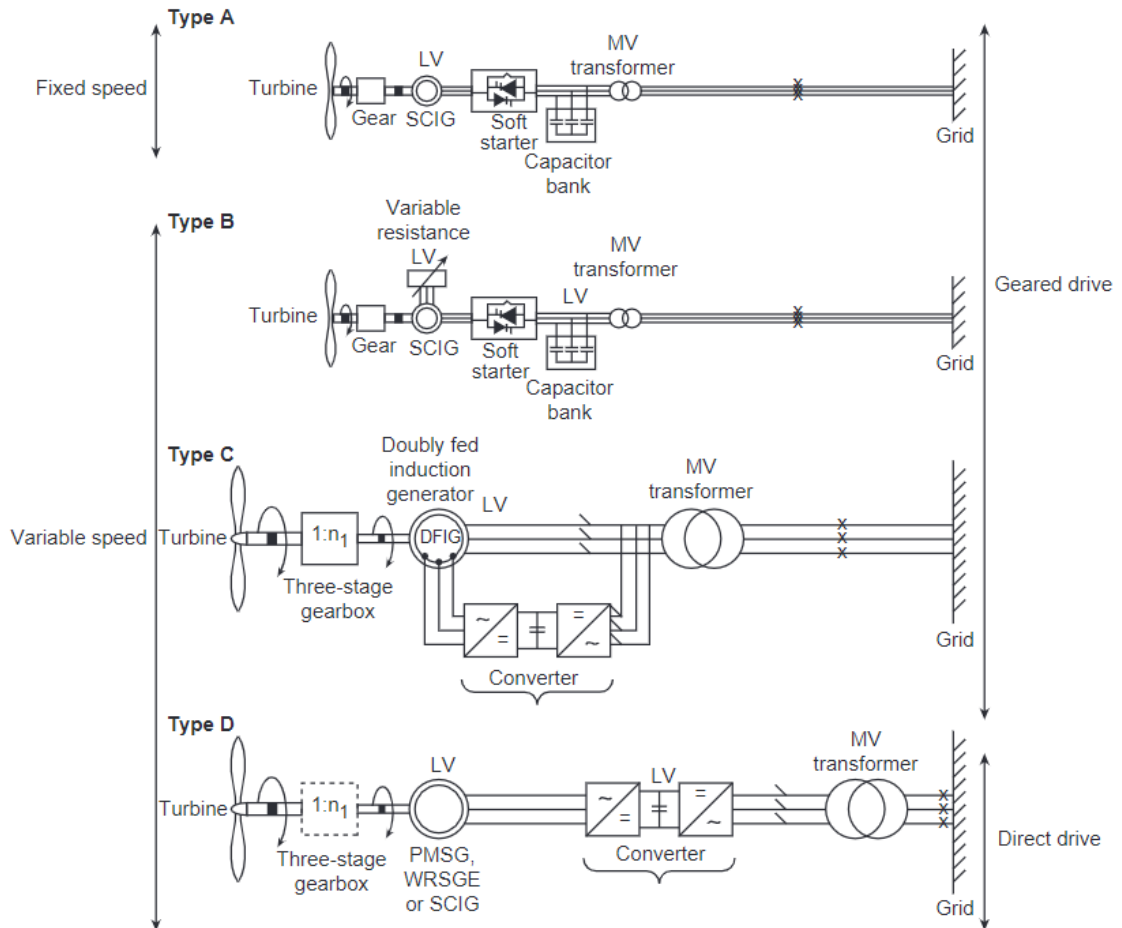 Type A
Fixed speed
Turbine
Gear
LV
SCIG
Soft
starter
Capacitor
bank
MV
transformer
Grid
Geared drive
Type B
Variable
resistance
LV
Turbine
Gear
SCIG
Soft
starter
LV
Capacitor
bank
MV
transformer
Grid
Type C
Variable speed
Turbine
1:n1
Three-stage
gearbox
Doubly fed
induction
generator
LV
DFIG
~
=
=
~
Converter
MV
transformer
Grid
Type D
Turbine
1:n1
Three-stage
gearbox
LV
PMSG,
WRSGE
or SCIG
~
=
LV
=
~
Converter
MV
transformer
Grid
Direct drive